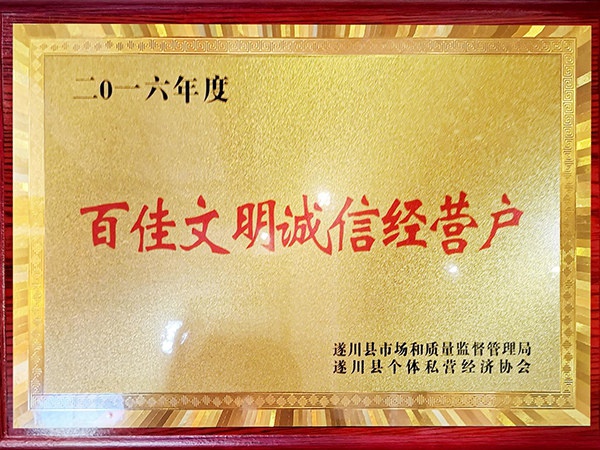 二0一六年度
百佳文明诚信经营户
遂川县市场和质量监督管理局
遂川县个体私营经济协会